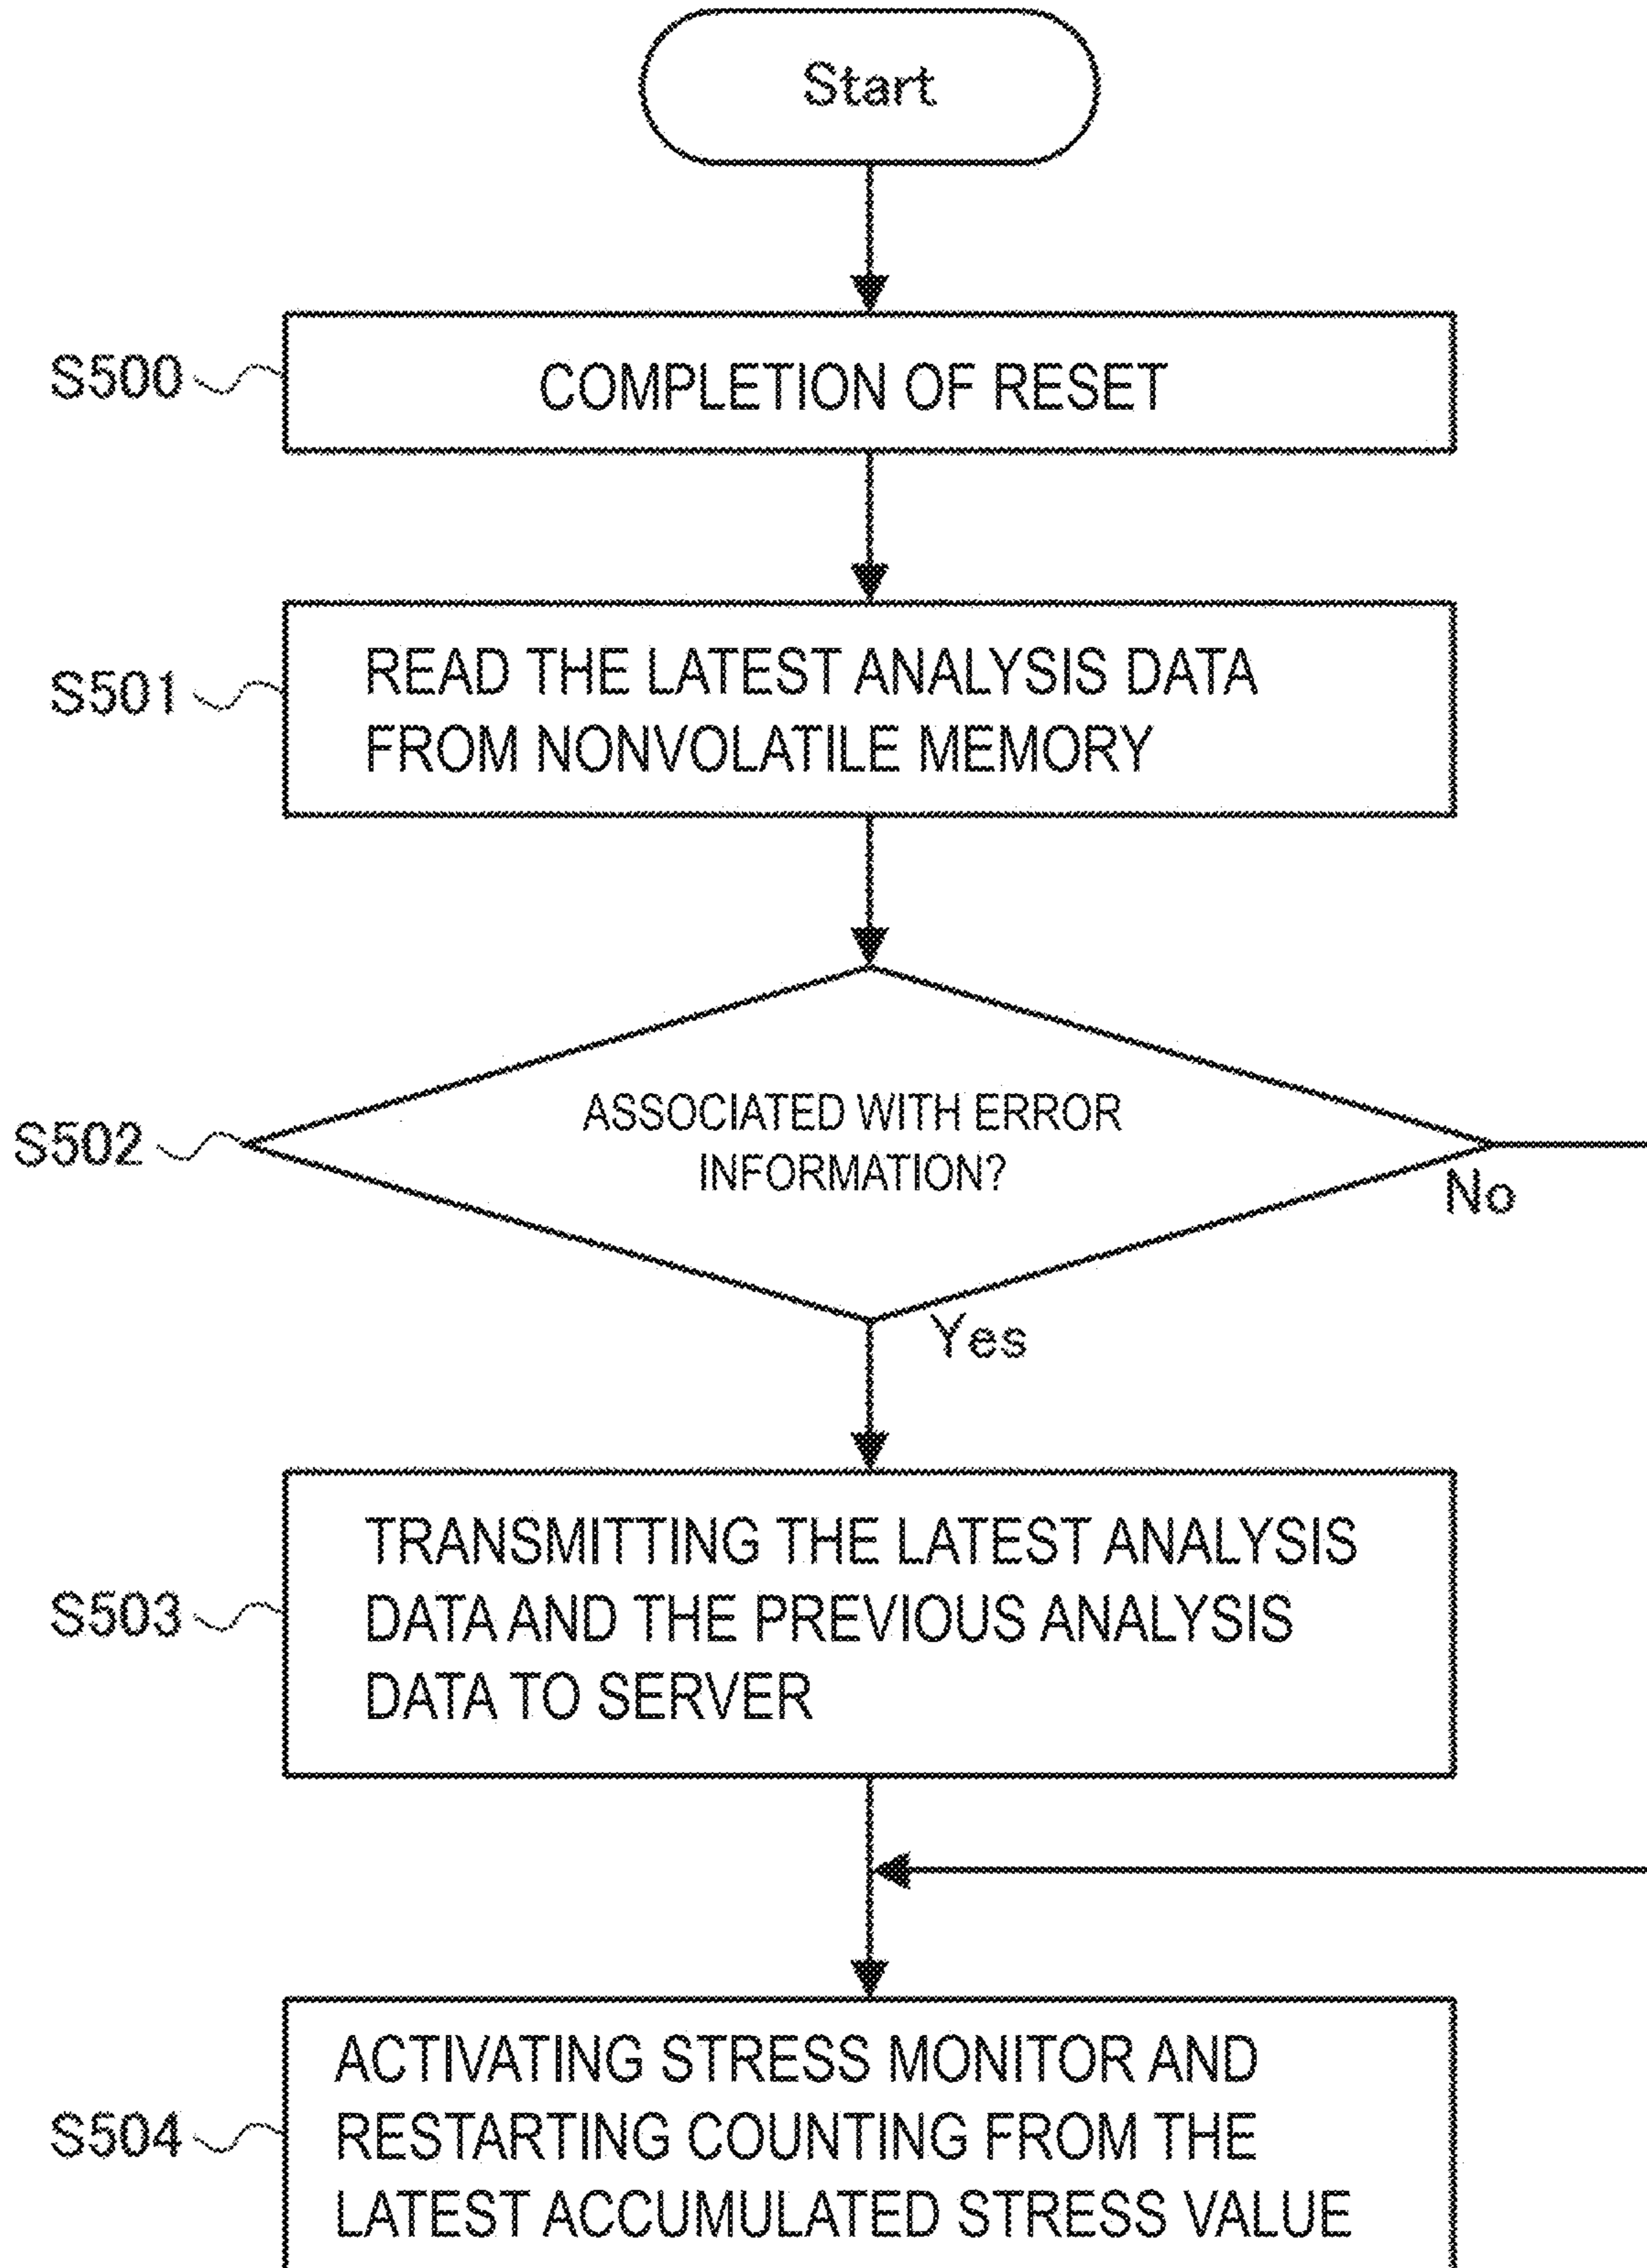 Start
S500
COMPLETION OF RESET
S501
READ THE LATEST ANALYSIS DATA
FROM NONVOLATILE MEMORY
S502
ASSOCIATED WITH ERROR
INFORMATION?
No
Yes
S503
TRANSMITTING THE LATEST ANALYSIS
DATA AND THE PREVIOUS ANALYSIS
DATA TO SERVER
S504
ACTIVATING STRESS MONITOR AND
RESTARTING COUNTING FROM THE
LATEST ACCUMULATED STRESS VALUE